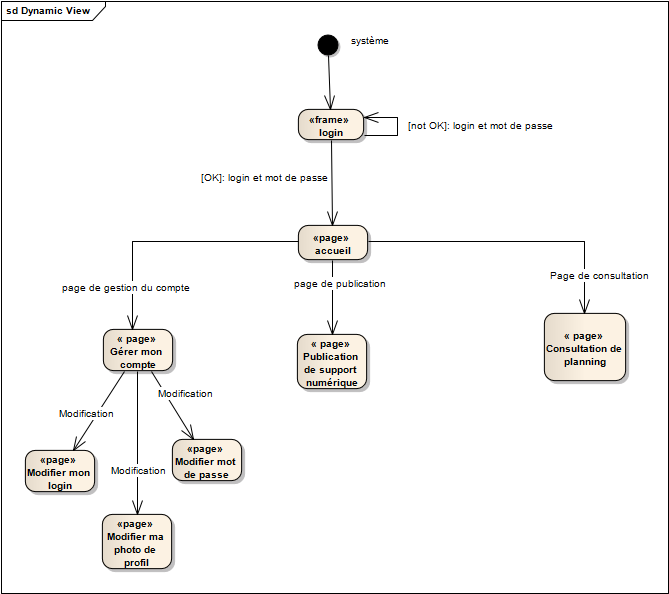 sd Dynamic View
système
«frame»
login
[not OK]: login et mot de passe
[OK]: login et mot de passe
«page»
accueil
page de gestion du compte
page de publication
Page de consultation
« page»
Gérer mon
compte
« page»
Publication
de support
numérique
« page»
Consultation de
planning
Modification
Modification
Modification
«page»
Modifier mon
login
«page»
Modifier mot
de passe
«page»
Modifier ma
photo de
profil